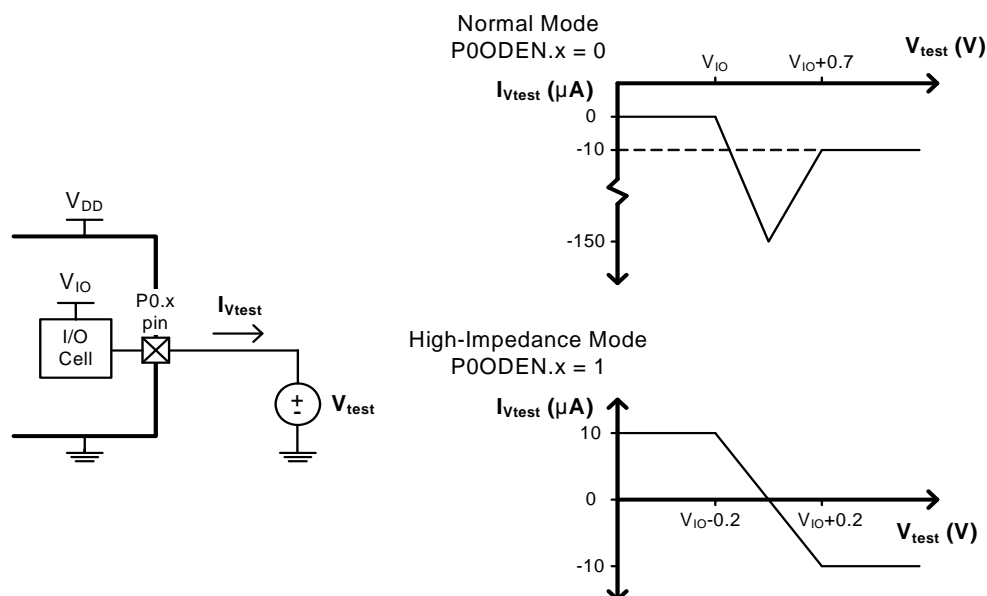 Normal Mode
P0ODEN.x = 0
V_test (V)
V_IO
V_IO+0.7
I_Vtest (µA)
0
-10
-150
V_DD
V_IO
I/O
Cell
P0.x
pin
I_Vtest
+
-
V_test
High-Impedance Mode
P0ODEN.x = 1
I_Vtest (µA)
10
0
V_IO-0.2
V_IO+0.2
V_test (V)
-10